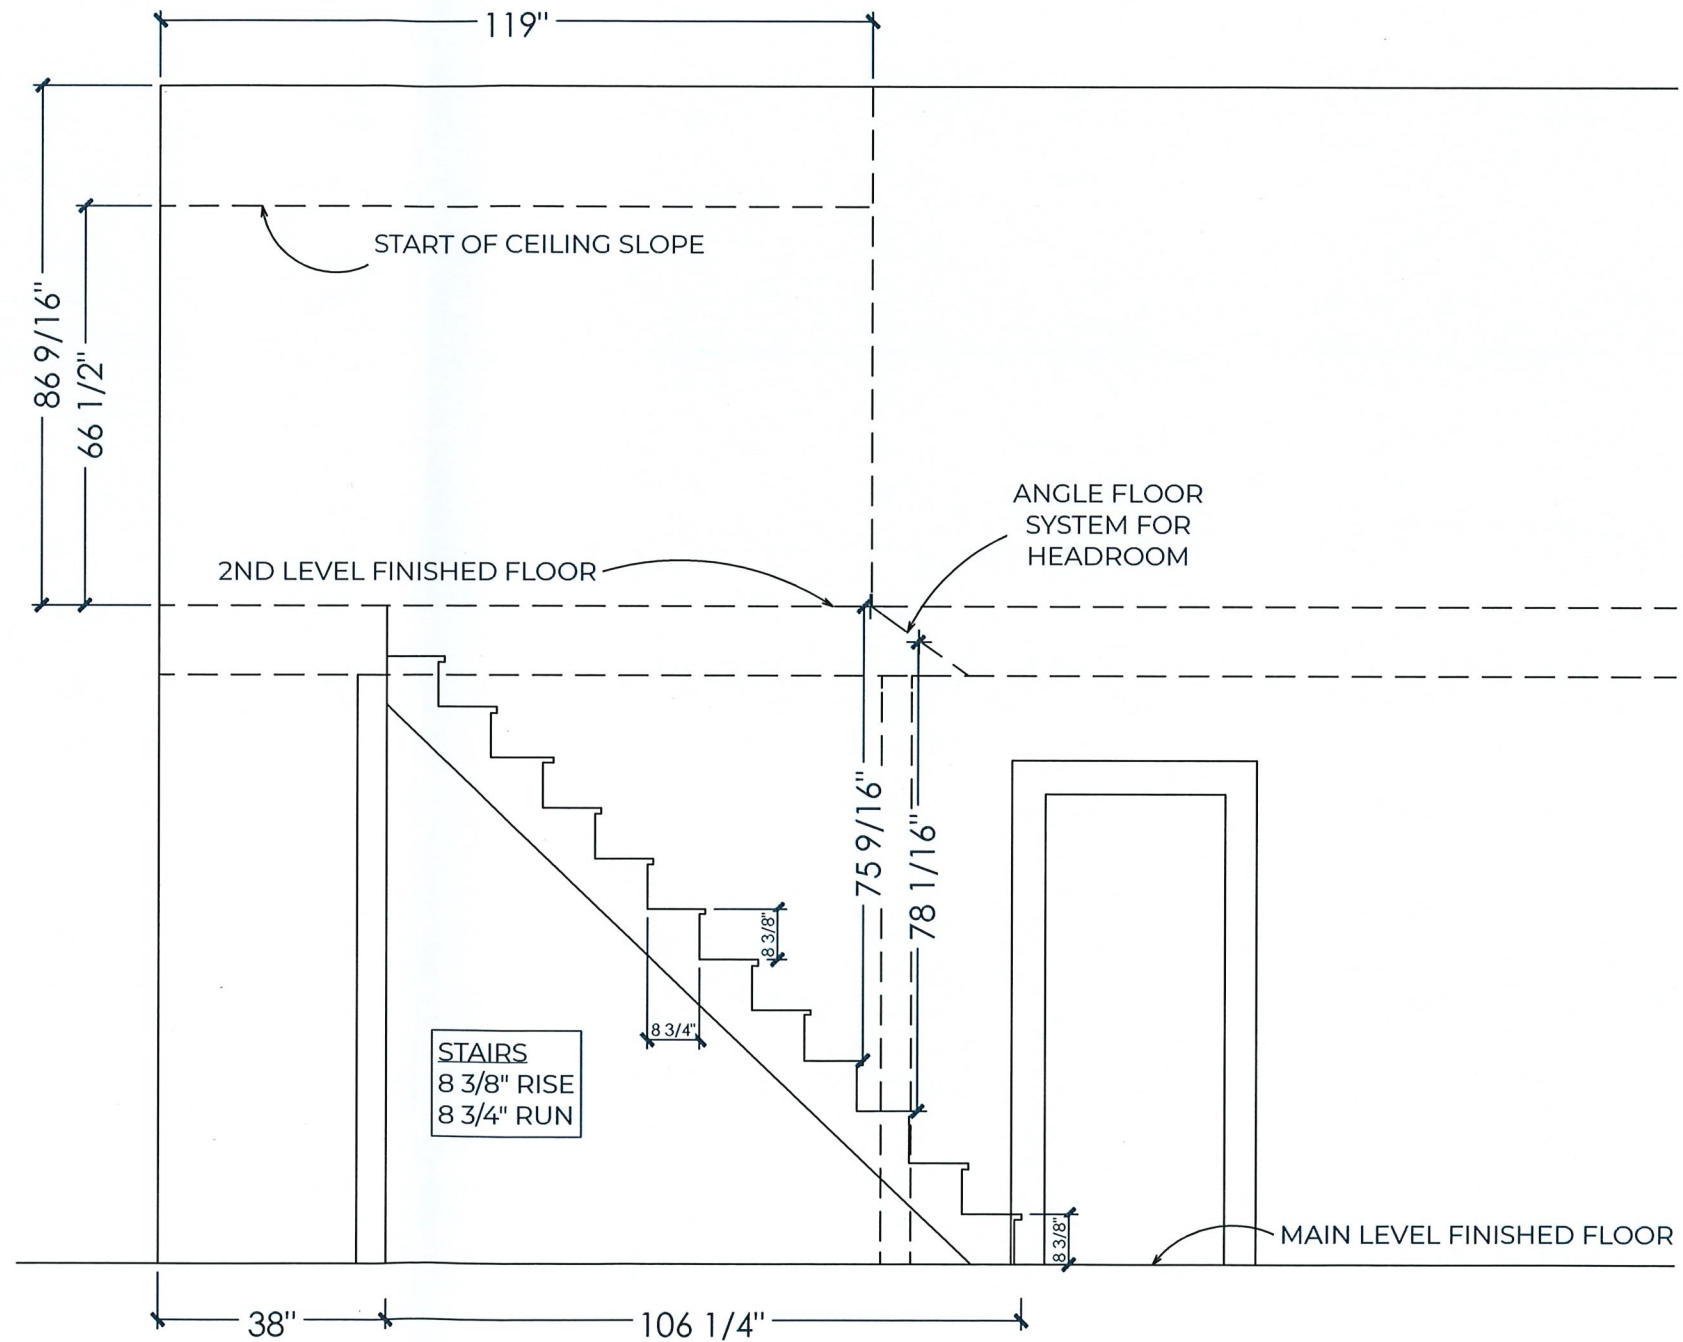 119"
86 9/16"
66 1/2"
START OF CEILING SLOPE
2ND LEVEL FINISHED FLOOR
ANGLE FLOOR
SYSTEM FOR
HEADROOM
75 9/16"
78 1/16"
8 3/8"
8 3/4"
STAIRS
8 3/8" RISE
8 3/4" RUN
8 3/8"
MAIN LEVEL FINISHED FLOOR
38"
106 1/4"